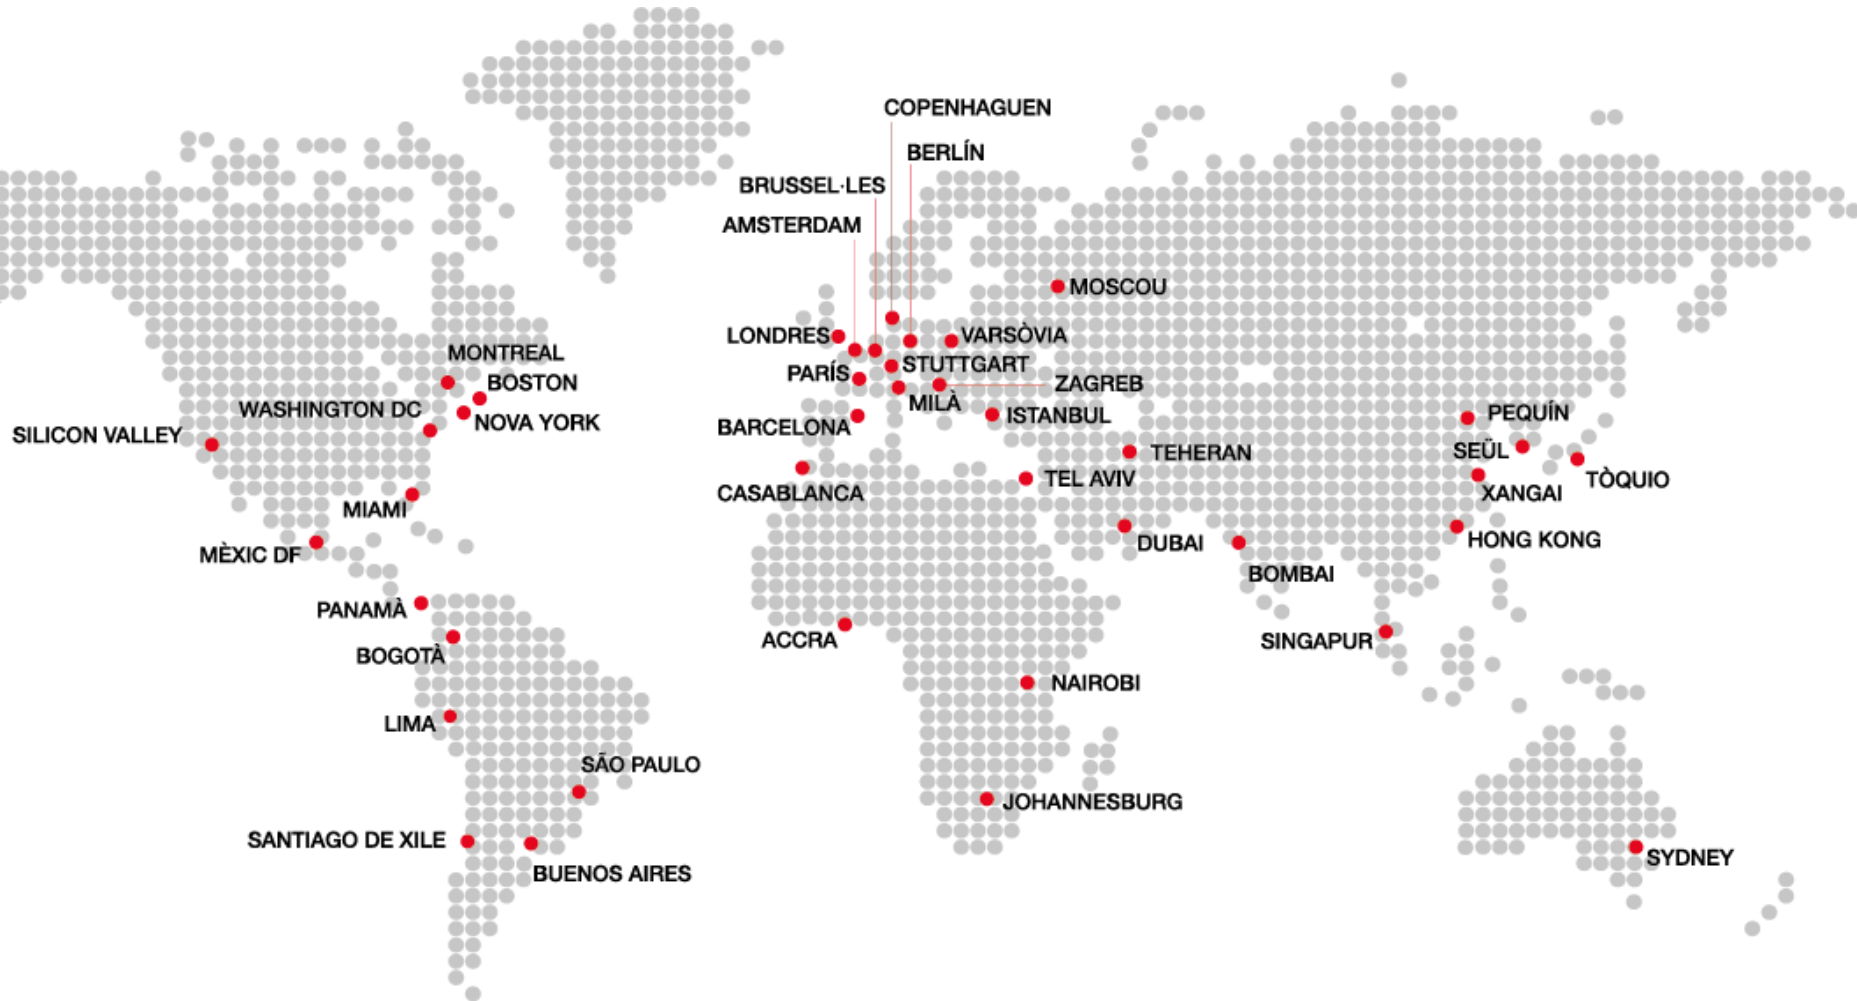 COPENHAGUEN
BERLÍN
BRUSSEL·LES
AMSTERDAM
MOSCOU
LONDRES
VARSÒVIA
MONTREAL
STUTTGART
PARÍS
BOSTON
ZAGREB
MILÀ
WASHINGTON DC
NOVA YORK
ISTANBUL
PEQUÍN
BARCELONA
SILICON VALLEY
SEÜL
TEHERAN
TEL AVIV
TÒQUIO
CASABLANCA
XANGAI
MIAMI
HONG KONG
DUBAI
MÈXIC DF
BOMBAI
PANAMÀ
ACCRA
SINGAPUR
BOGOTÀ
NAIROBI
LIMA
SÃO PAULO
JOHANNESBURG
SANTIAGO DE XILE
SYDNEY
BUENOS AIRES